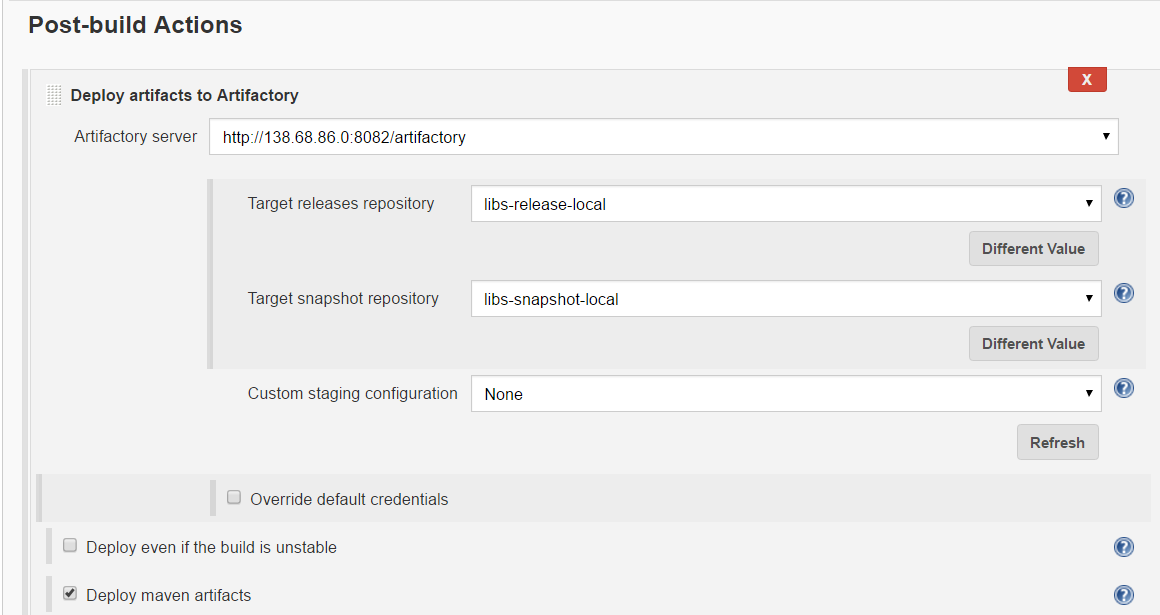 Post-build Actions
X
Deploy artifacts to Artifactory
Artifactory server http://138.68.86.0:8082/artifactory
Target releases repository libs-release-local
Different Value
Target snapshot repository libs-snapshot-local
Different Value
Custom staging configuration None
Refresh
Override default credentials
Deploy even if the build is unstable
Deploy maven artifacts